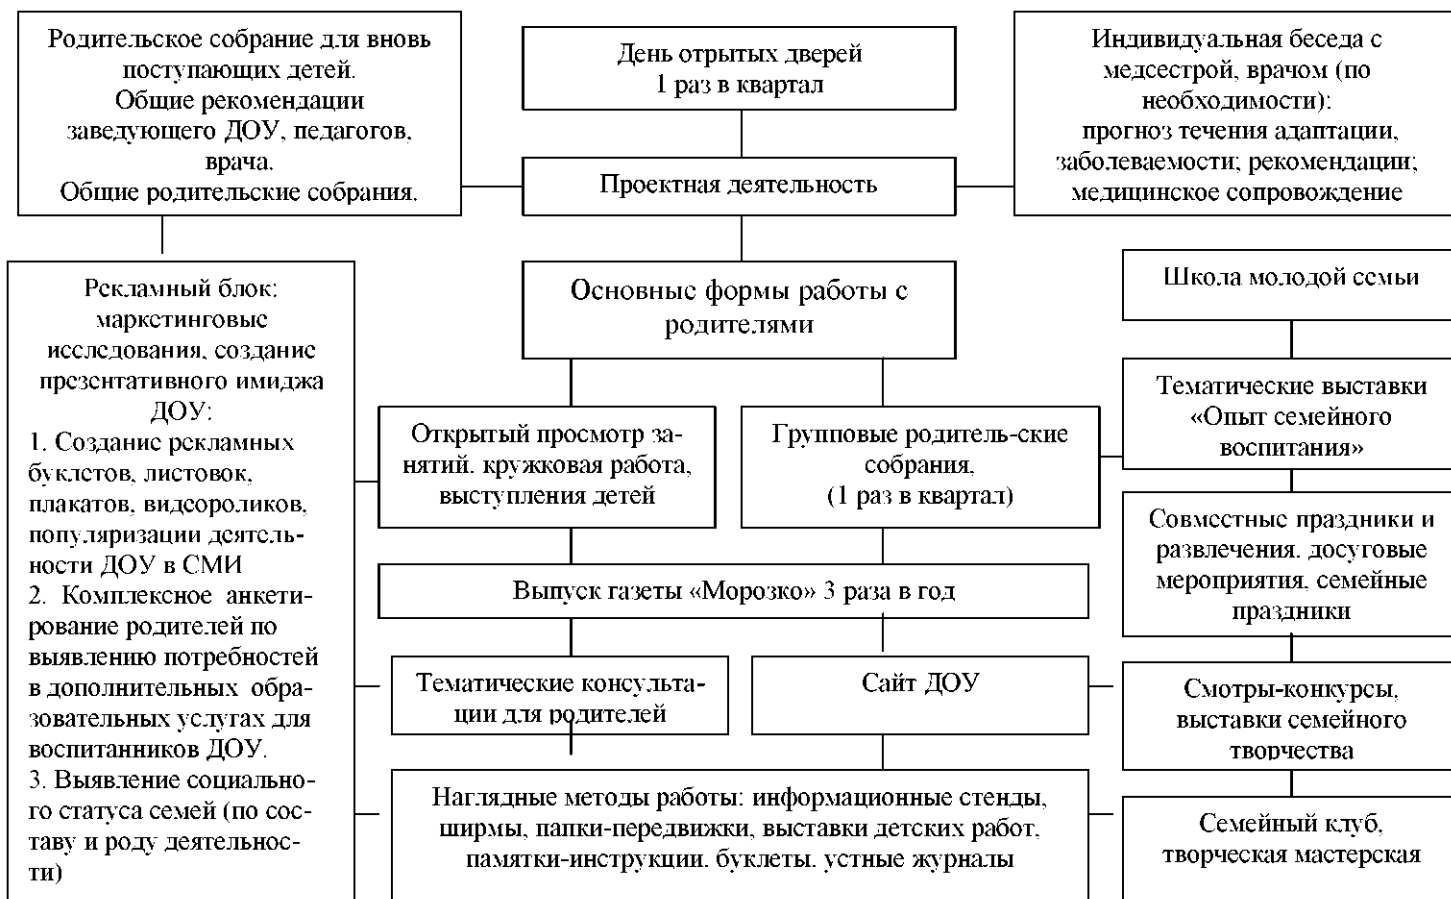 Родительское собрание для вновь
поступающих детей.
Общие рекомендации
заведующего ДОУ, педагогов,
врача.
Общие родительские собрания.
День отрытых дверей
1 раз в квартал
Индивидуальная беседа с
медсестрой, врачом (по
необходимости):
прогноз течения адаптации,
заболеваемости; рекомендации;
медицинское сопровождение
Проектная деятельность
Рекламный блок:
маркетинговые
исследования, создание
презентативного имиджа
ДОУ:
1. Создание рекламных
буклетов, листовок,
плакатов, видеороликов,
популяризации деятель-
ности ДОУ в СМИ
2. Комплексное анкети-
рование родителей по
выявлению потребностей
в дополнительных обра-
зовательных услугах для
воспитанников ДОУ.
3. Выявление социально-
го статуса семей (по сос-
таву и роду деятельнос-
ти)
Основные формы работы с
родителями
Школа молодой семьи
Открытый просмотр за-
нятий, кружковая работа,
выступления детей
Групповые родитель-ские
собрания,
(1 раз в квартал)
Тематические выставки
«Опыт семейного
воспитания»
Выпуск газеты «Морозко» 3 раза в год
Совместные праздники и
развлечения, досуговые
мероприятия, семейные
праздники
Тематические консульта-
ции для родителей
Сайт ДОУ
Смотры-конкурсы,
выставки семейного
творчества
Наглядные методы работы: информационные стенды,
ширмы, папки-передвижки, выставки детских работ,
памятки-инструкции, буклеты, устные журналы
Семейный клуб,
творческая мастерская